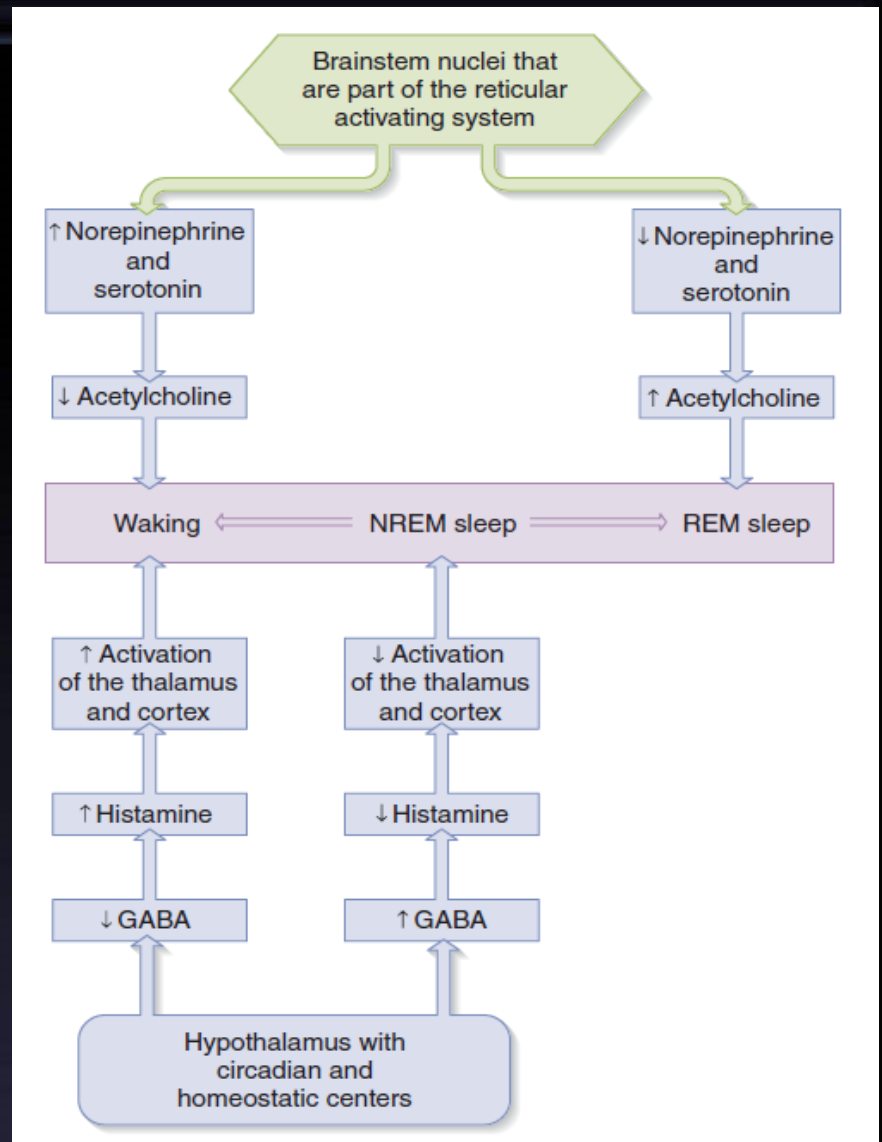 Brainstem nuclei that
are part of the reticular
activating system
↑ Norepinephrine
and
serotonin
↓ Norepinephrine
and
serotonin
↓ Acetylcholine
↑ Acetylcholine
Waking
NREM sleep
REM sleep
↑ Activation
of the thalamus
and cortex
↓ Activation
of the thalamus
and cortex
↑ Histamine
↓ Histamine
↓ GABA
↑ GABA
Hypothalamus with
circadian and
homeostatic centers